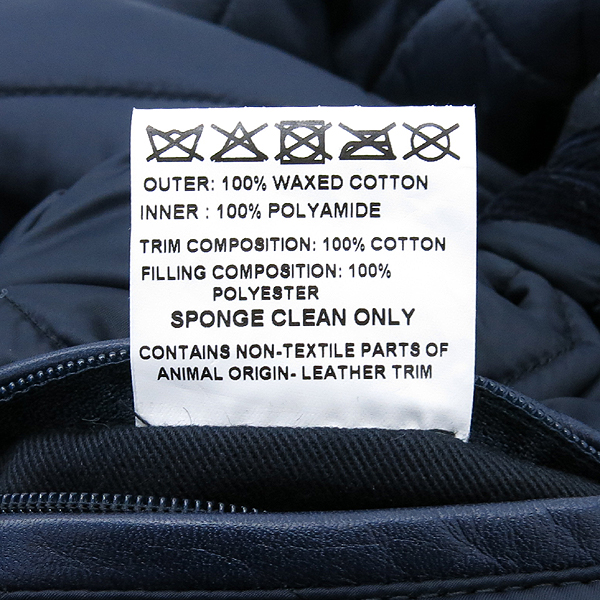 OUTER: 100% WAXED COTTON
INNER : 100% POLYAMIDE
TRIM COMPOSITION: 100% COTTON
FILLING COMPOSITION: 100%
POLYESTER
SPONGE CLEAN ONLY
CONTAINS NON-TEXTILE PARTS OF
ANIMAL ORIGIN- LEATHER TRIM